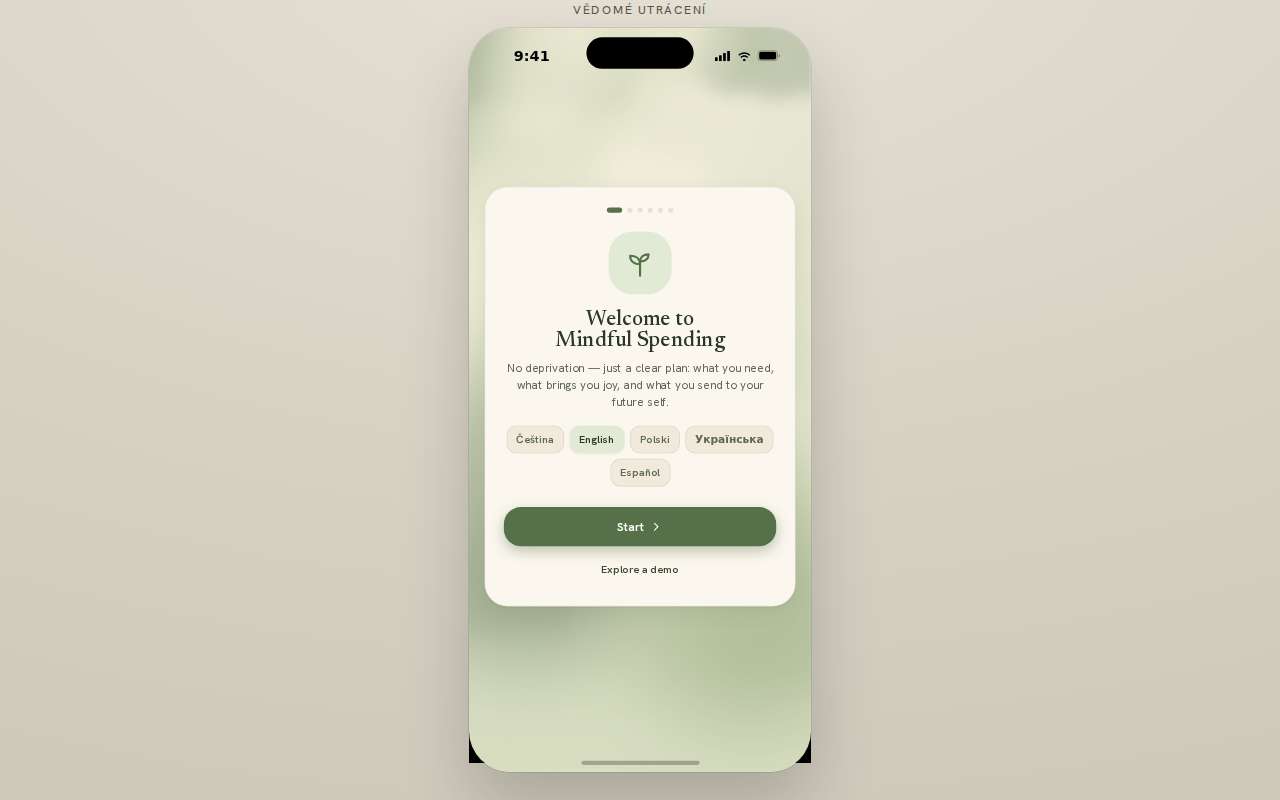 VĚDOMÉ UTRÁCENÍ
9:41
Welcome to
Mindful Spending
No deprivation — just a clear plan: what you need,
what brings you joy, and what you send to your
future self.
Čeština English Polski Українська
Español
Start
Explore a demo